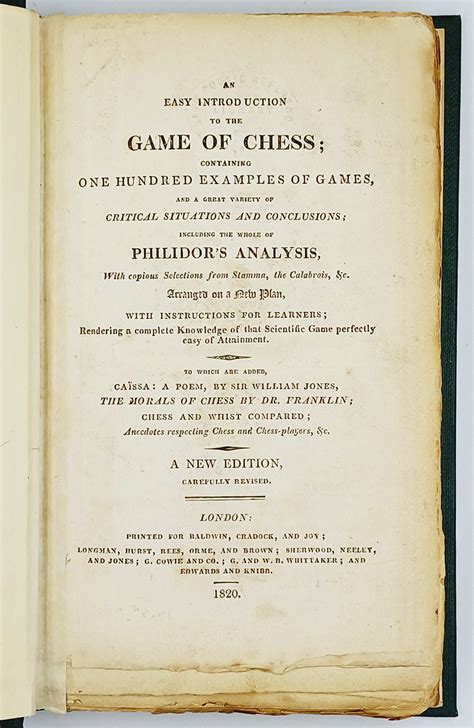 AN
EASY INTRODUCTION
TO THE
GAME OF CHESS;
CONTAINING
ONE HUNDRED EXAMPLES OF GAMES,
AND A GREAT VARIETY OF
CRITICAL SITUATIONS AND CONCLUSIONS;
INCLUDING THE WHOLE OF
PHILIDOR'S ANALYSIS,
With copious Selections from Stamma, the Calabrois, &c.
Arranged on a New Plan,
WITH INSTRUCTIONS FOR LEARNERS;
Rendering a complete Knowledge of that Scientific Game perfectly
easy of Attainment.
TO WHICH ARE ADDED,
CAÏSSA: A POEM, BY SIR WILLIAM JONES,
THE MORALS OF CHESS BY DR. FRANKLIN;
CHESS AND WHIST COMPARED;
Anecdotes respecting Chess and Chess-players, &c.
A NEW EDITION,
CAREFULLY REVISED.
LONDON:
PRINTED FOR BALDWIN, CRADOCK, AND JOY;
LONGMAN, HURST, REES, ORME, AND BROWN; SHERWOOD, NEELEY,
AND JONES; G. COWIE AND CO.; G. AND W. B. WHITTAKER; AND
EDWARDS AND KNIBB.
1820.